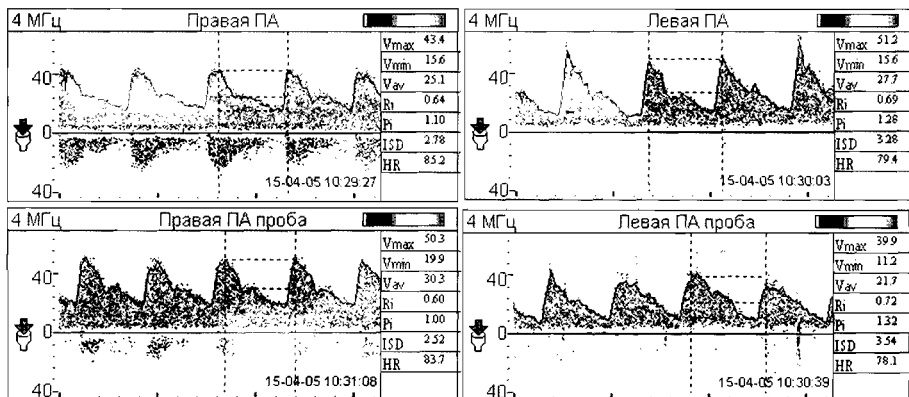 4 МГц Правая ПА
Vmax 43.4
Vmin 15.6
Vav 25.1
Ri 0.64
Pi 1.10
ISD 2.78
HR 85.2
40
0
40
15-04-05 10:29:27
4 МГц Левая ПА
Vmax 51.2
Vmin 15.6
Vav 27.7
Ri 0.69
Pi 1.28
ISD 3.28
HR 79.4
40
0
40
15-04-05 10:30:03
4 МГц Правая ПА проба
Vmax 50.3
Vmin 19.9
Vav 30.3
Ri 0.60
Pi 1.00
ISD 2.52
HR 83.7
40
0
40
15-04-05 10:31:08
4 МГц Левая ПА проба
Vmax 39.9
Vmin 11.2
Vav 21.7
Ri 0.72
Pi 1.32
ISD 3.54
HR 78.1
40
0
40
15-04-05 10:30:39